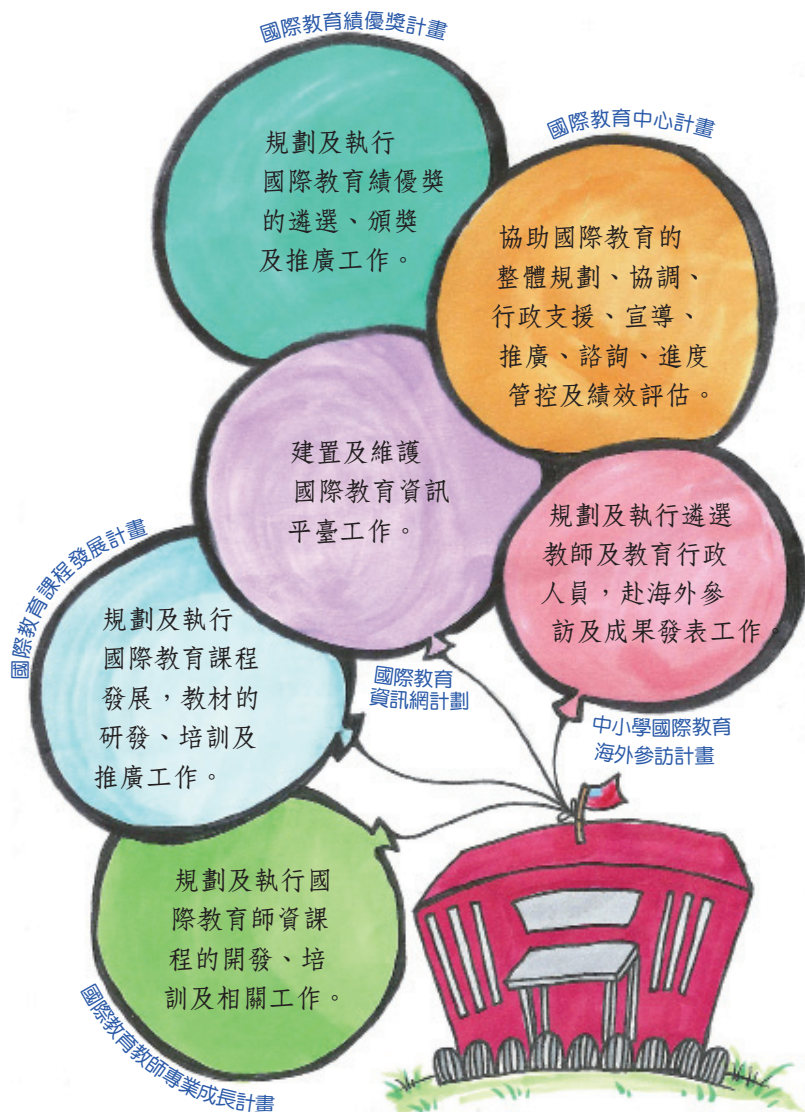 國際教育績優獎計畫
規劃及執行
國際教育績優獎
的遴選、頒獎
及推廣工作。
國際教育中心計畫
協助國際教育的
整體規劃、協調、
行政支援、宣導、
推廣、諮詢、進度
管控及績效評估。
建置及維護
國際教育資訊
平臺工作。
國際教育
資訊網計劃
規劃及執行遴選
教師及教育行政
人員，赴海外參
訪及成果發表工作。
中小學國際教育
海外參訪計畫
國際教育課程發展計畫
規劃及執行
國際教育課程
發展，教材的
研發、培訓及
推廣工作。
規劃及執行國
際教育師資課
程的開發、培
訓及相關工作。
國際教育教師專業成長計畫